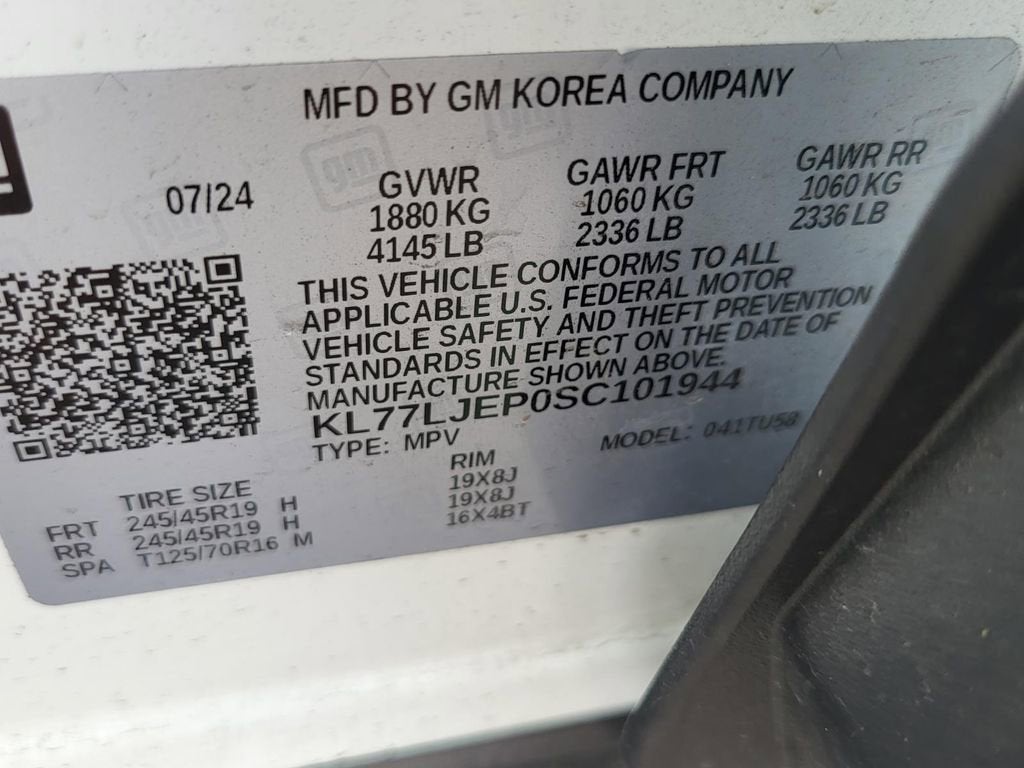 MFD BY GM KOREA COMPANY
07/24
GVWR GAWR FRT GAWR RR
1880 KG 1060 KG 1060 KG
4145 LB 2336 LB 2336 LB
THIS VEHICLE CONFORMS TO ALL
APPLICABLE U.S. FEDERAL MOTOR
VEHICLE SAFETY AND THEFT PREVENTION
STANDARDS IN EFFECT ON THE DATE OF
MANUFACTURE SHOWN ABOVE.
KL77LJEP0SC101944
TYPE: MPV MODEL: 041TU58
TIRE SIZE RIM
FRT 245/45R19 H 19X8J
RR 245/45R19 H 19X8J
SPA T125/70R16 M 16X4BT
gm
gm